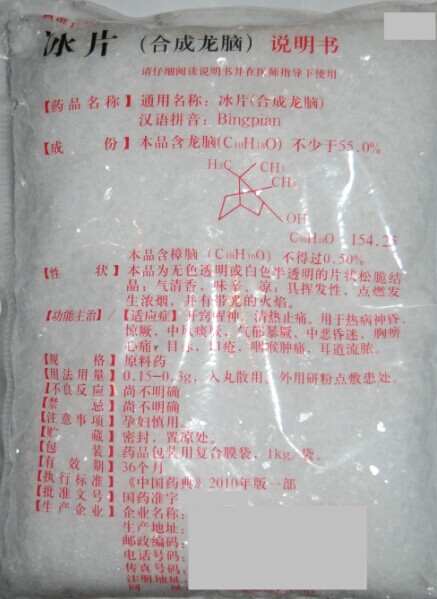 冰片（合成龙脑）说明书
请仔细阅读说明书并在医师指导下使用
【药品名称】通用名称：冰片(合成龙脑)
汉语拼音：Bingpian
【成 份】本品含龙脑(C10H18O) 不少于55.0%
H3C
CH3
CH3
OH
C10H18O 154.25
本品含樟脑（C10H16O）不得过0.50%
【性 状】本品为无色透明或白色半透明的片状松脆结
晶；气清香，味辛、凉；具挥发性，点燃发
生浓烟，并有带光的火焰。
【功能主治／【适应症】开窍醒神，清热止痛。用于热病神昏、
惊厥，中风痰厥，气郁暴厥，中恶昏迷，胸痹
心痛，目赤，口疮，咽喉肿痛，耳道流脓。
【规 格】原料药
【用法用量】0.15—0.3g，入丸散用。外用研粉点敷患处。
【不良反应】尚不明确
【禁 忌】尚不明确
【注意事项】孕妇慎用。
【贮 藏】密封，置凉处。
【包 装】药品包装用复合膜袋，1kg／袋。
【有 效 期】36个月
【执行标准】《中国药典》2010年版一部
【批准文号】国药准字
【生产企业】企业名称：
生产地址：
邮政编码：
电话号码：
传真号码：
注册地址：